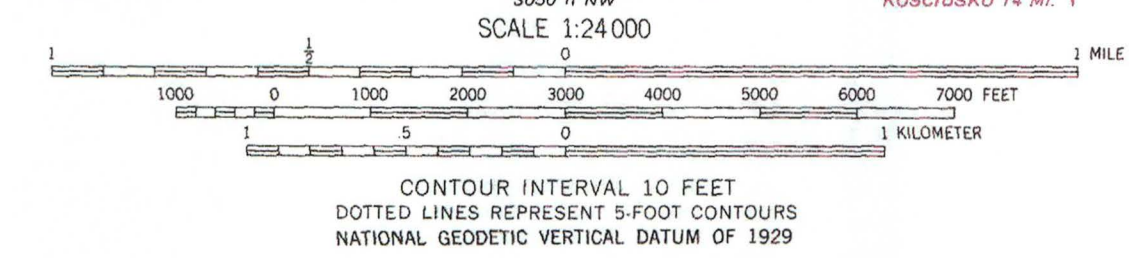 SCALE 1:24 000
1 ½ 0 1 MILE
1000 0 1000 2000 3000 4000 5000 6000 7000 FEET
1 .5 0 1 KILOMETER
CONTOUR INTERVAL 10 FEET
DOTTED LINES REPRESENT 5-FOOT CONTOURS
NATIONAL GEODETIC VERTICAL DATUM OF 1929